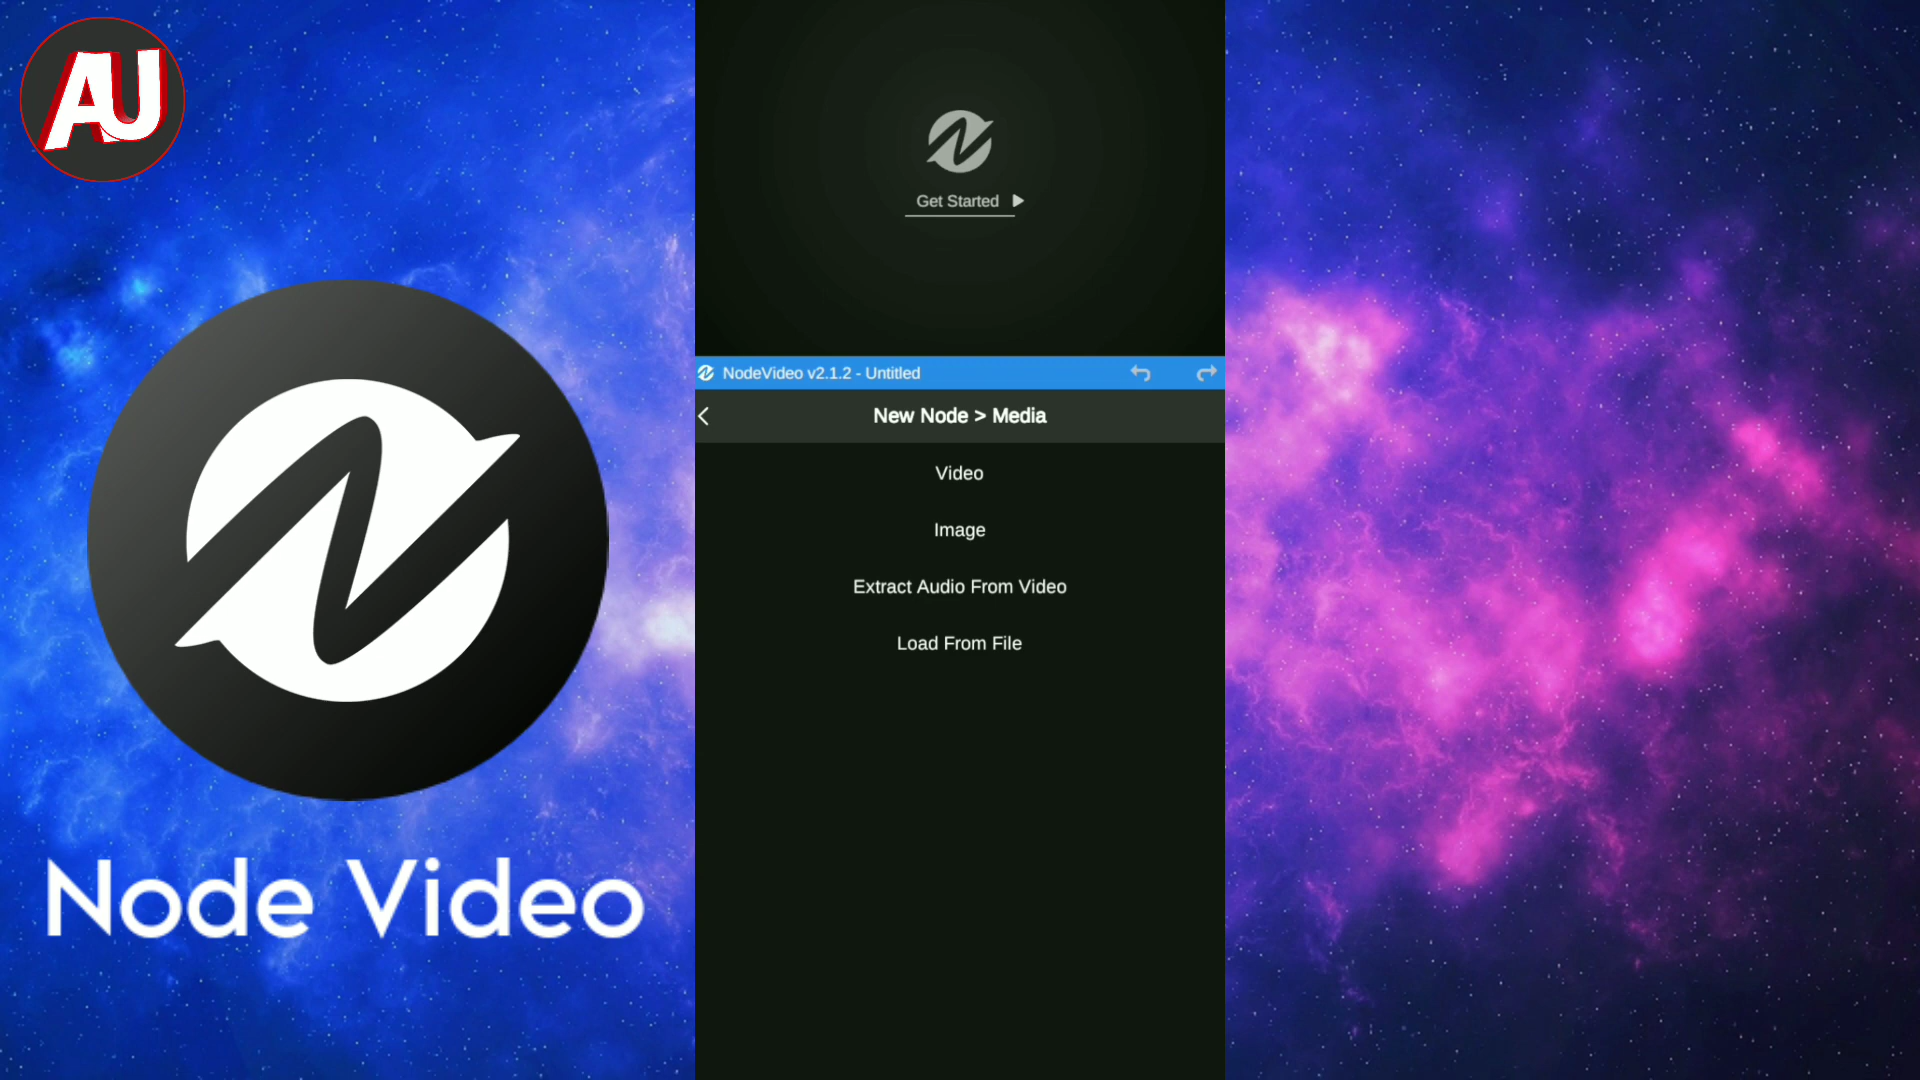 AU
Get Started
NodeVideo v2.1.2 - Untitled
New Node > Media
Video
Image
Extract Audio From Video
Load From File
Node Video